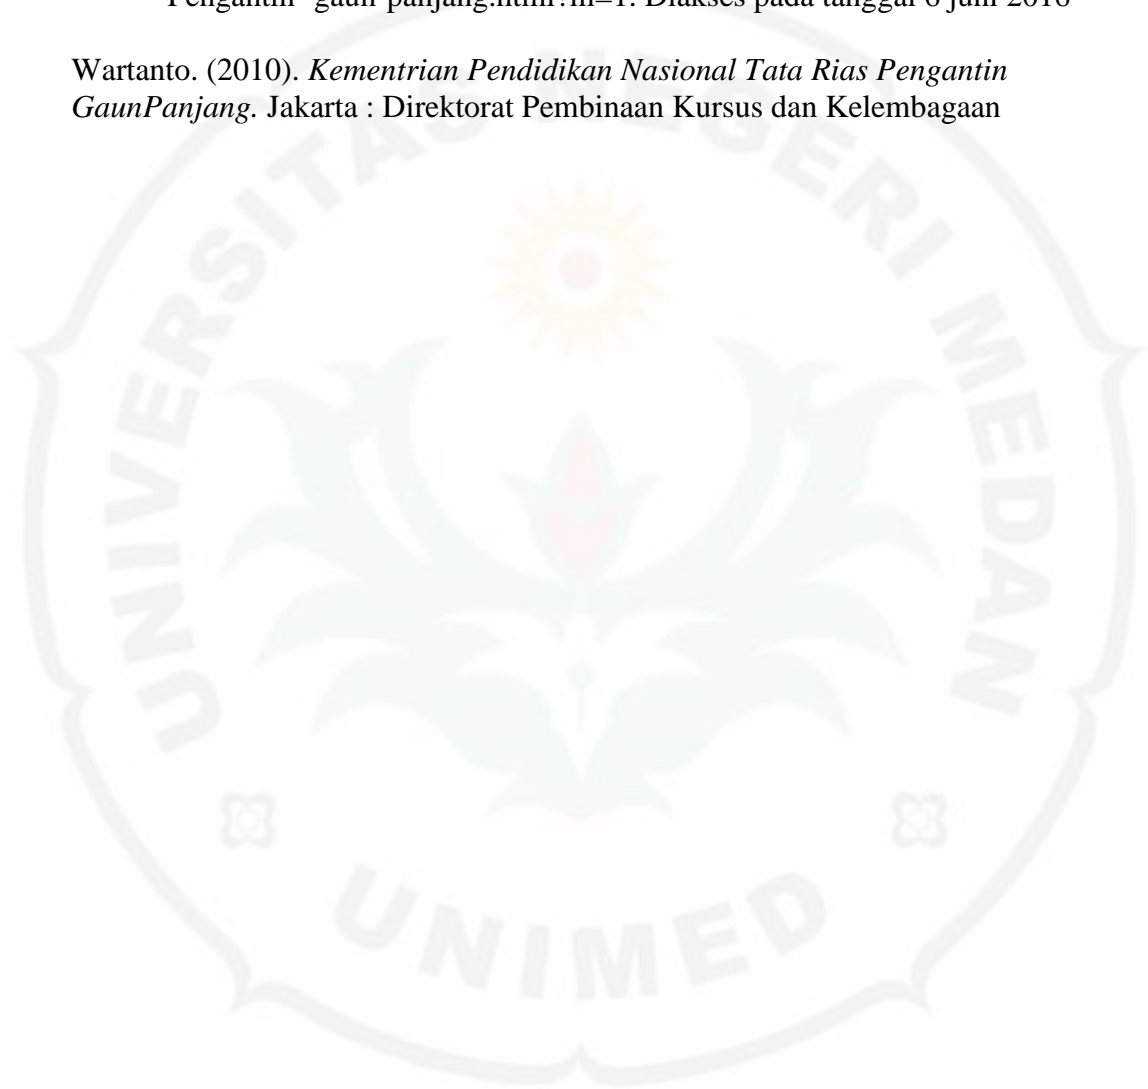 Pengantin -gaun-panjang.html?m=1. Diakses pada tanggal 6 juni 2016
Wartanto. (2010). Kementrian Pendidikan Nasional Tata Rias Pengantin
GaunPanjang. Jakarta : Direktorat Pembinaan Kursus dan Kelembagaan
UNIVERSITAS NEGERI MEDAN
UNIMED